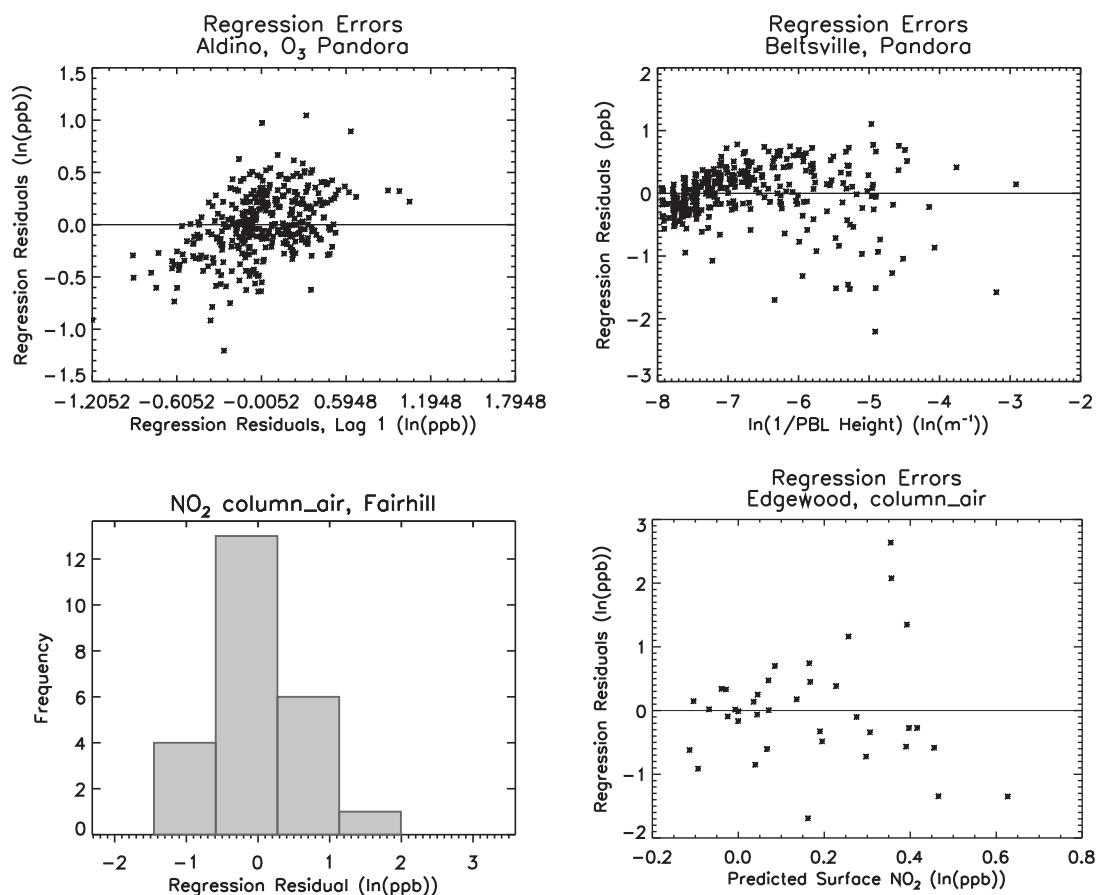 Regression Errors
Aldino, O3 Pandora
Regression Residuals (ln(ppb))
1.5
1.0
0.5
0.0
−0.5
−1.0
−1.5
−1.2052 −0.6052 −0.0052 0.5948 1.1948 1.7948
Regression Residuals, Lag 1 (ln(ppb))
Regression Errors
Beltsville, Pandora
Regression Residuals (ppb)
2
1
0
−1
−2
−3
−8 −7 −6 −5 −4 −3 −2
ln(1/PBL Height) (ln(m⁻¹))
NO2 column_air, Fairhill
Frequency
12
10
8
6
4
2
0
−2 −1 0 1 2 3
Regression Residual (ln(ppb))
Regression Errors
Edgewood, column_air
Regression Residuals (ln(ppb))
3
2
1
0
−1
−2
−0.2 0.0 0.2 0.4 0.6 0.8
Predicted Surface NO2 (ln(ppb))